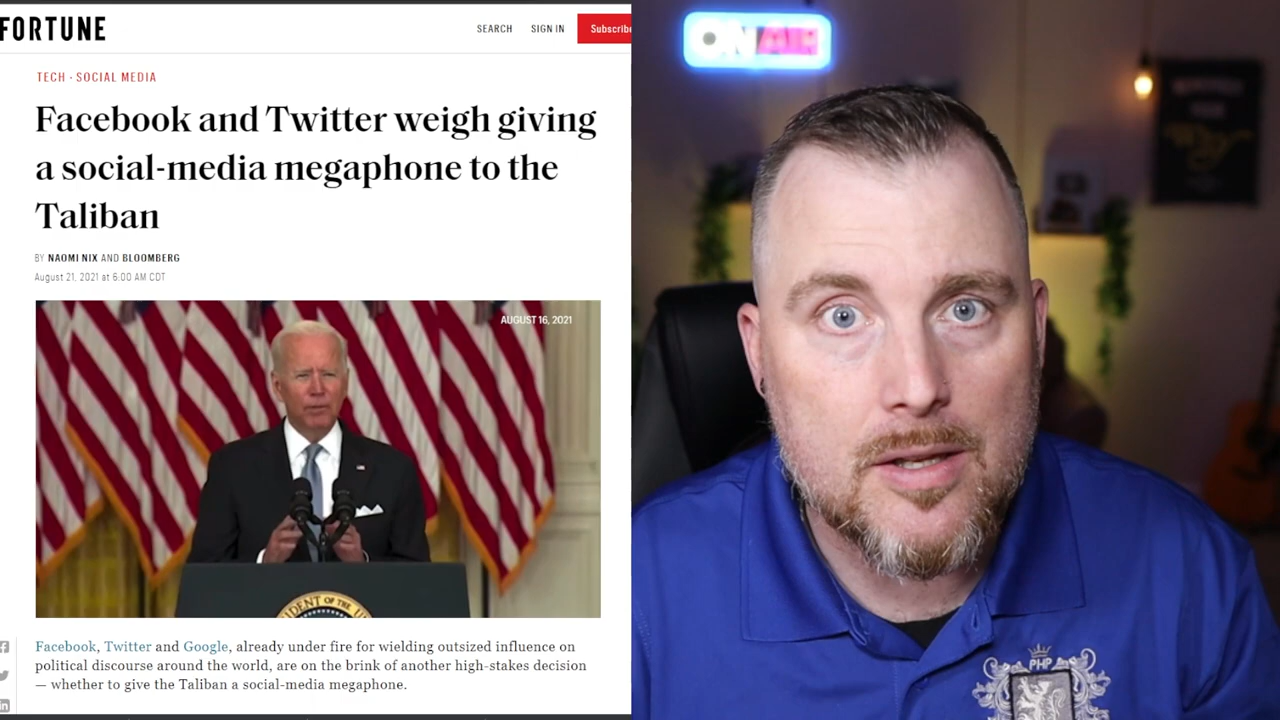 FORTUNE
SEARCH SIGN IN Subscribe
TECH · SOCIAL MEDIA
Facebook and Twitter weigh giving
a social-media megaphone to the
Taliban
BY NAOMI NIX AND BLOOMBERG
August 21, 2021 at 6:00 AM CDT
AUGUST 16, 2021
Facebook, Twitter and Google, already under fire for wielding outsized influence on
political discourse around the world, are on the brink of another high-stakes decision
— whether to give the Taliban a social-media megaphone.
ON AIR
PHP